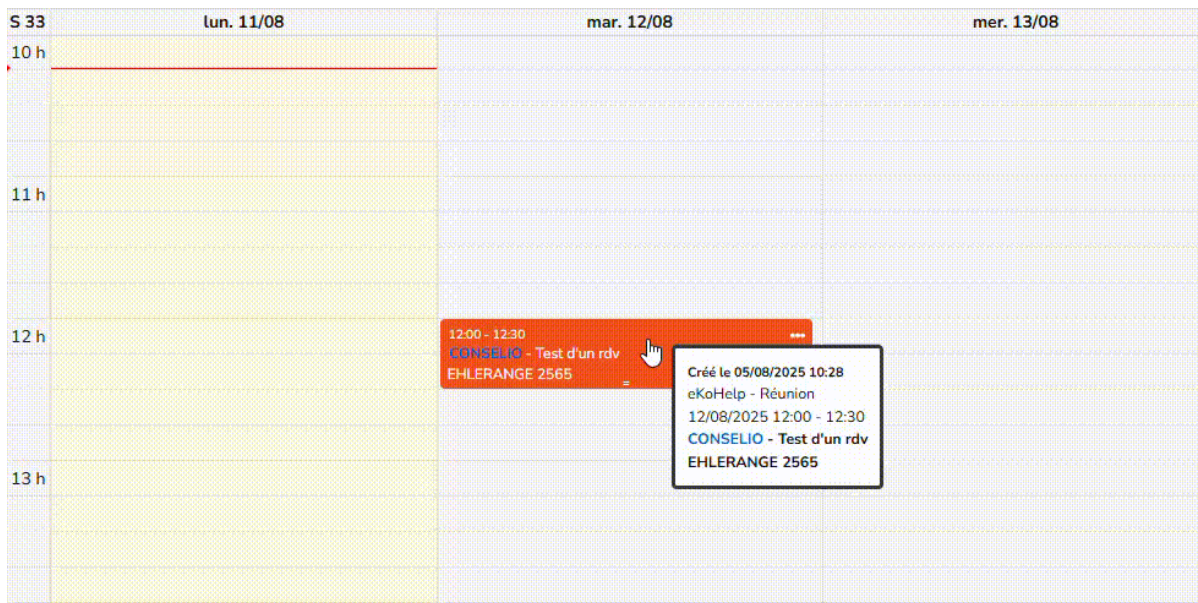 S 33 lun. 11/08 mar. 12/08 mer. 13/08
10 h
11 h
12 h
12:00 - 12:30
CONSELIO - Test d'un rdv
EHLERANGE 2565
Créé le 05/08/2025 10:28
eKoHelp - Réunion
12/08/2025 12:00 - 12:30
CONSELIO - Test d'un rdv
EHLERANGE 2565
13 h